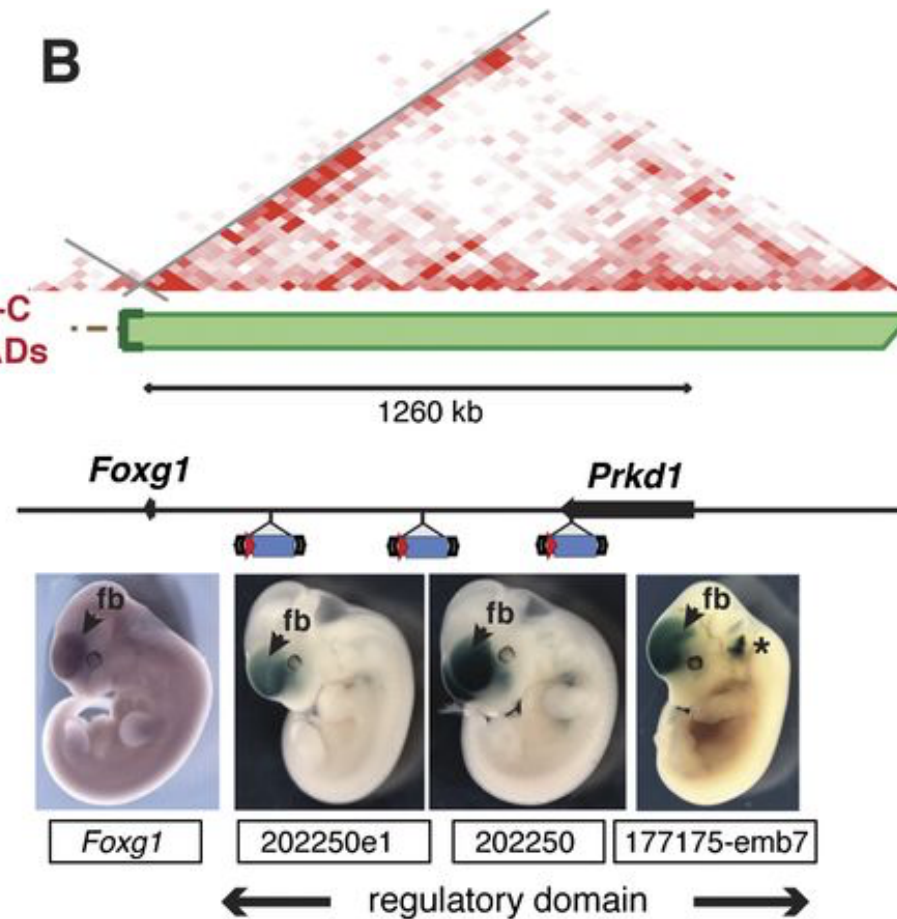 B
-C
ADs
1260 kb
Foxg1
Prkd1
fb
fb
fb
fb
*
Foxg1
202250e1
202250
177175-emb7
regulatory domain